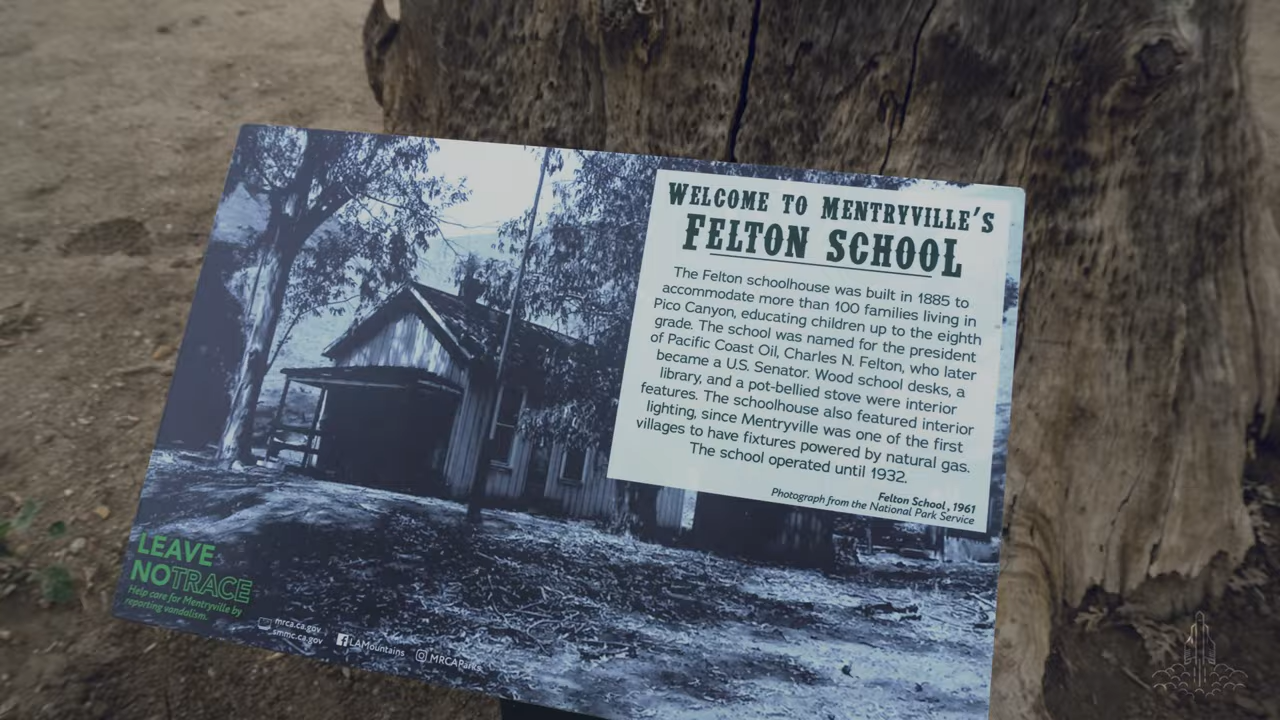 WELCOME TO MENTRYVILLE'S
FELTON SCHOOL
The Felton schoolhouse was built in 1885 to
accommodate more than 100 families living in
Pico Canyon, educating children up to the eighth
grade. The school was named for the president
of Pacific Coast Oil, Charles N. Felton, who later
became a U.S. Senator. Wood school desks, a
library, and a pot-bellied stove were interior
features. The schoolhouse also featured interior
lighting, since Mentryville was one of the first
villages to have fixtures powered by natural gas.
The school operated until 1932.
Felton School, 1961
Photograph from the National Park Service
LEAVE
NOTRACE
Help care for Mentryville by
reporting vandalism.
mrca.ca.gov
smmc.ca.gov
LAMountains
MRCAParks